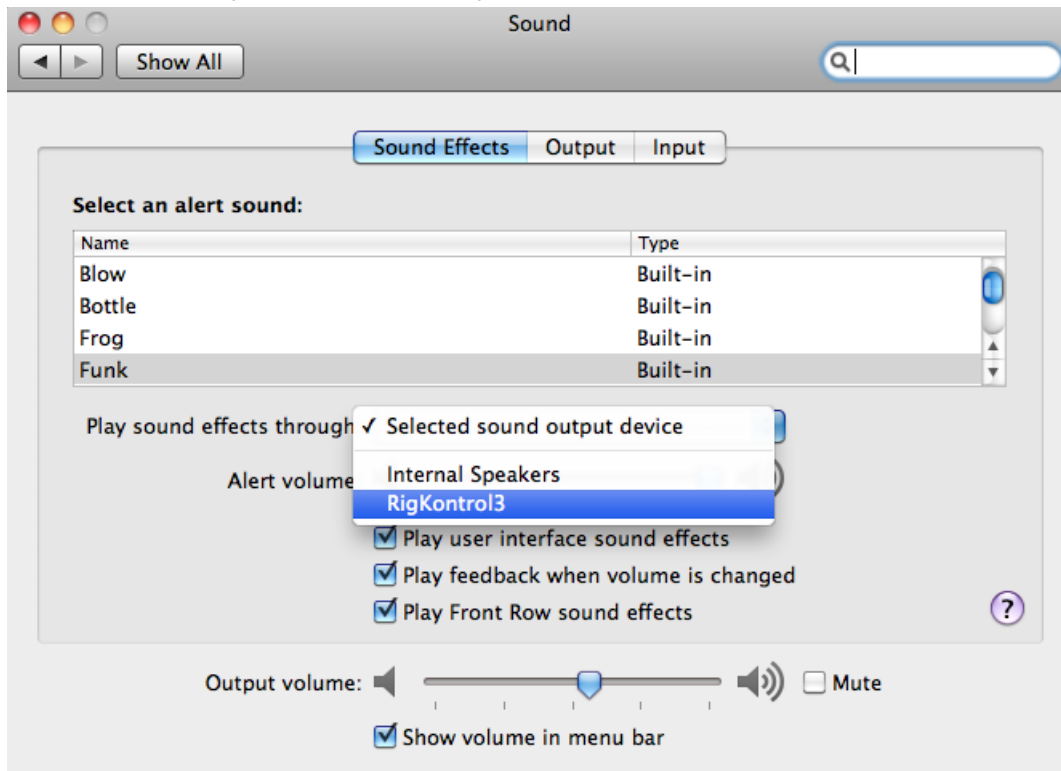 Sound
Show All
Sound Effects Output Input
Select an alert sound:
Name Type
Blow Built-in
Bottle Built-in
Frog Built-in
Funk Built-in
Play sound effects through ✓ Selected sound output device
Internal Speakers
Alert volume
RigKontrol3
Play user interface sound effects
Play feedback when volume is changed
Play Front Row sound effects
?
Output volume: Mute
Show volume in menu bar